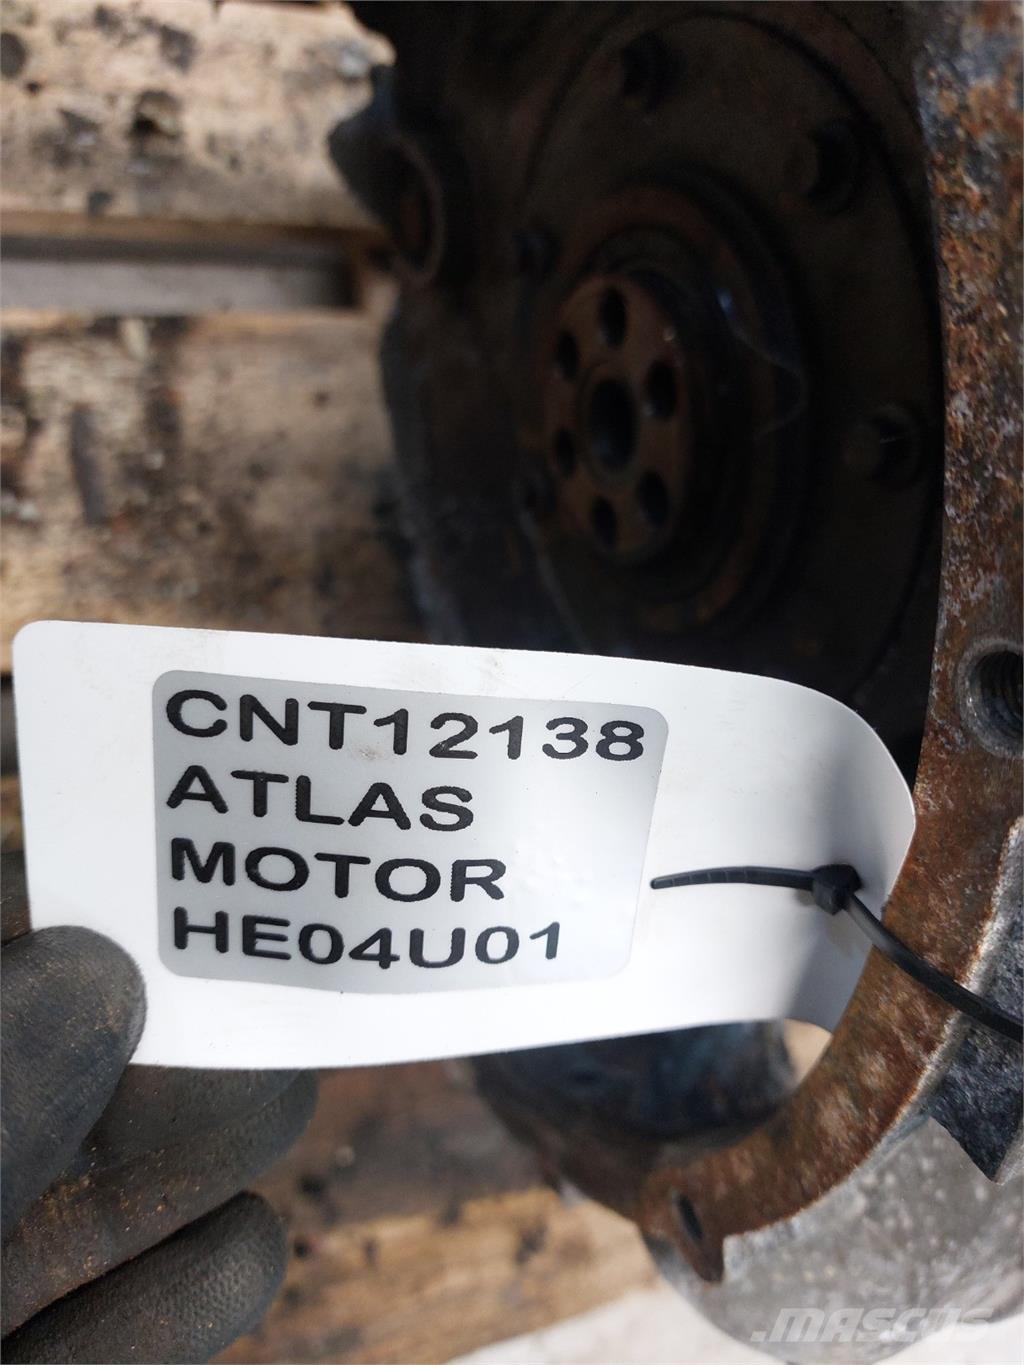 CNT12138
ATLAS
MOTOR
HE04U01
MASCUS